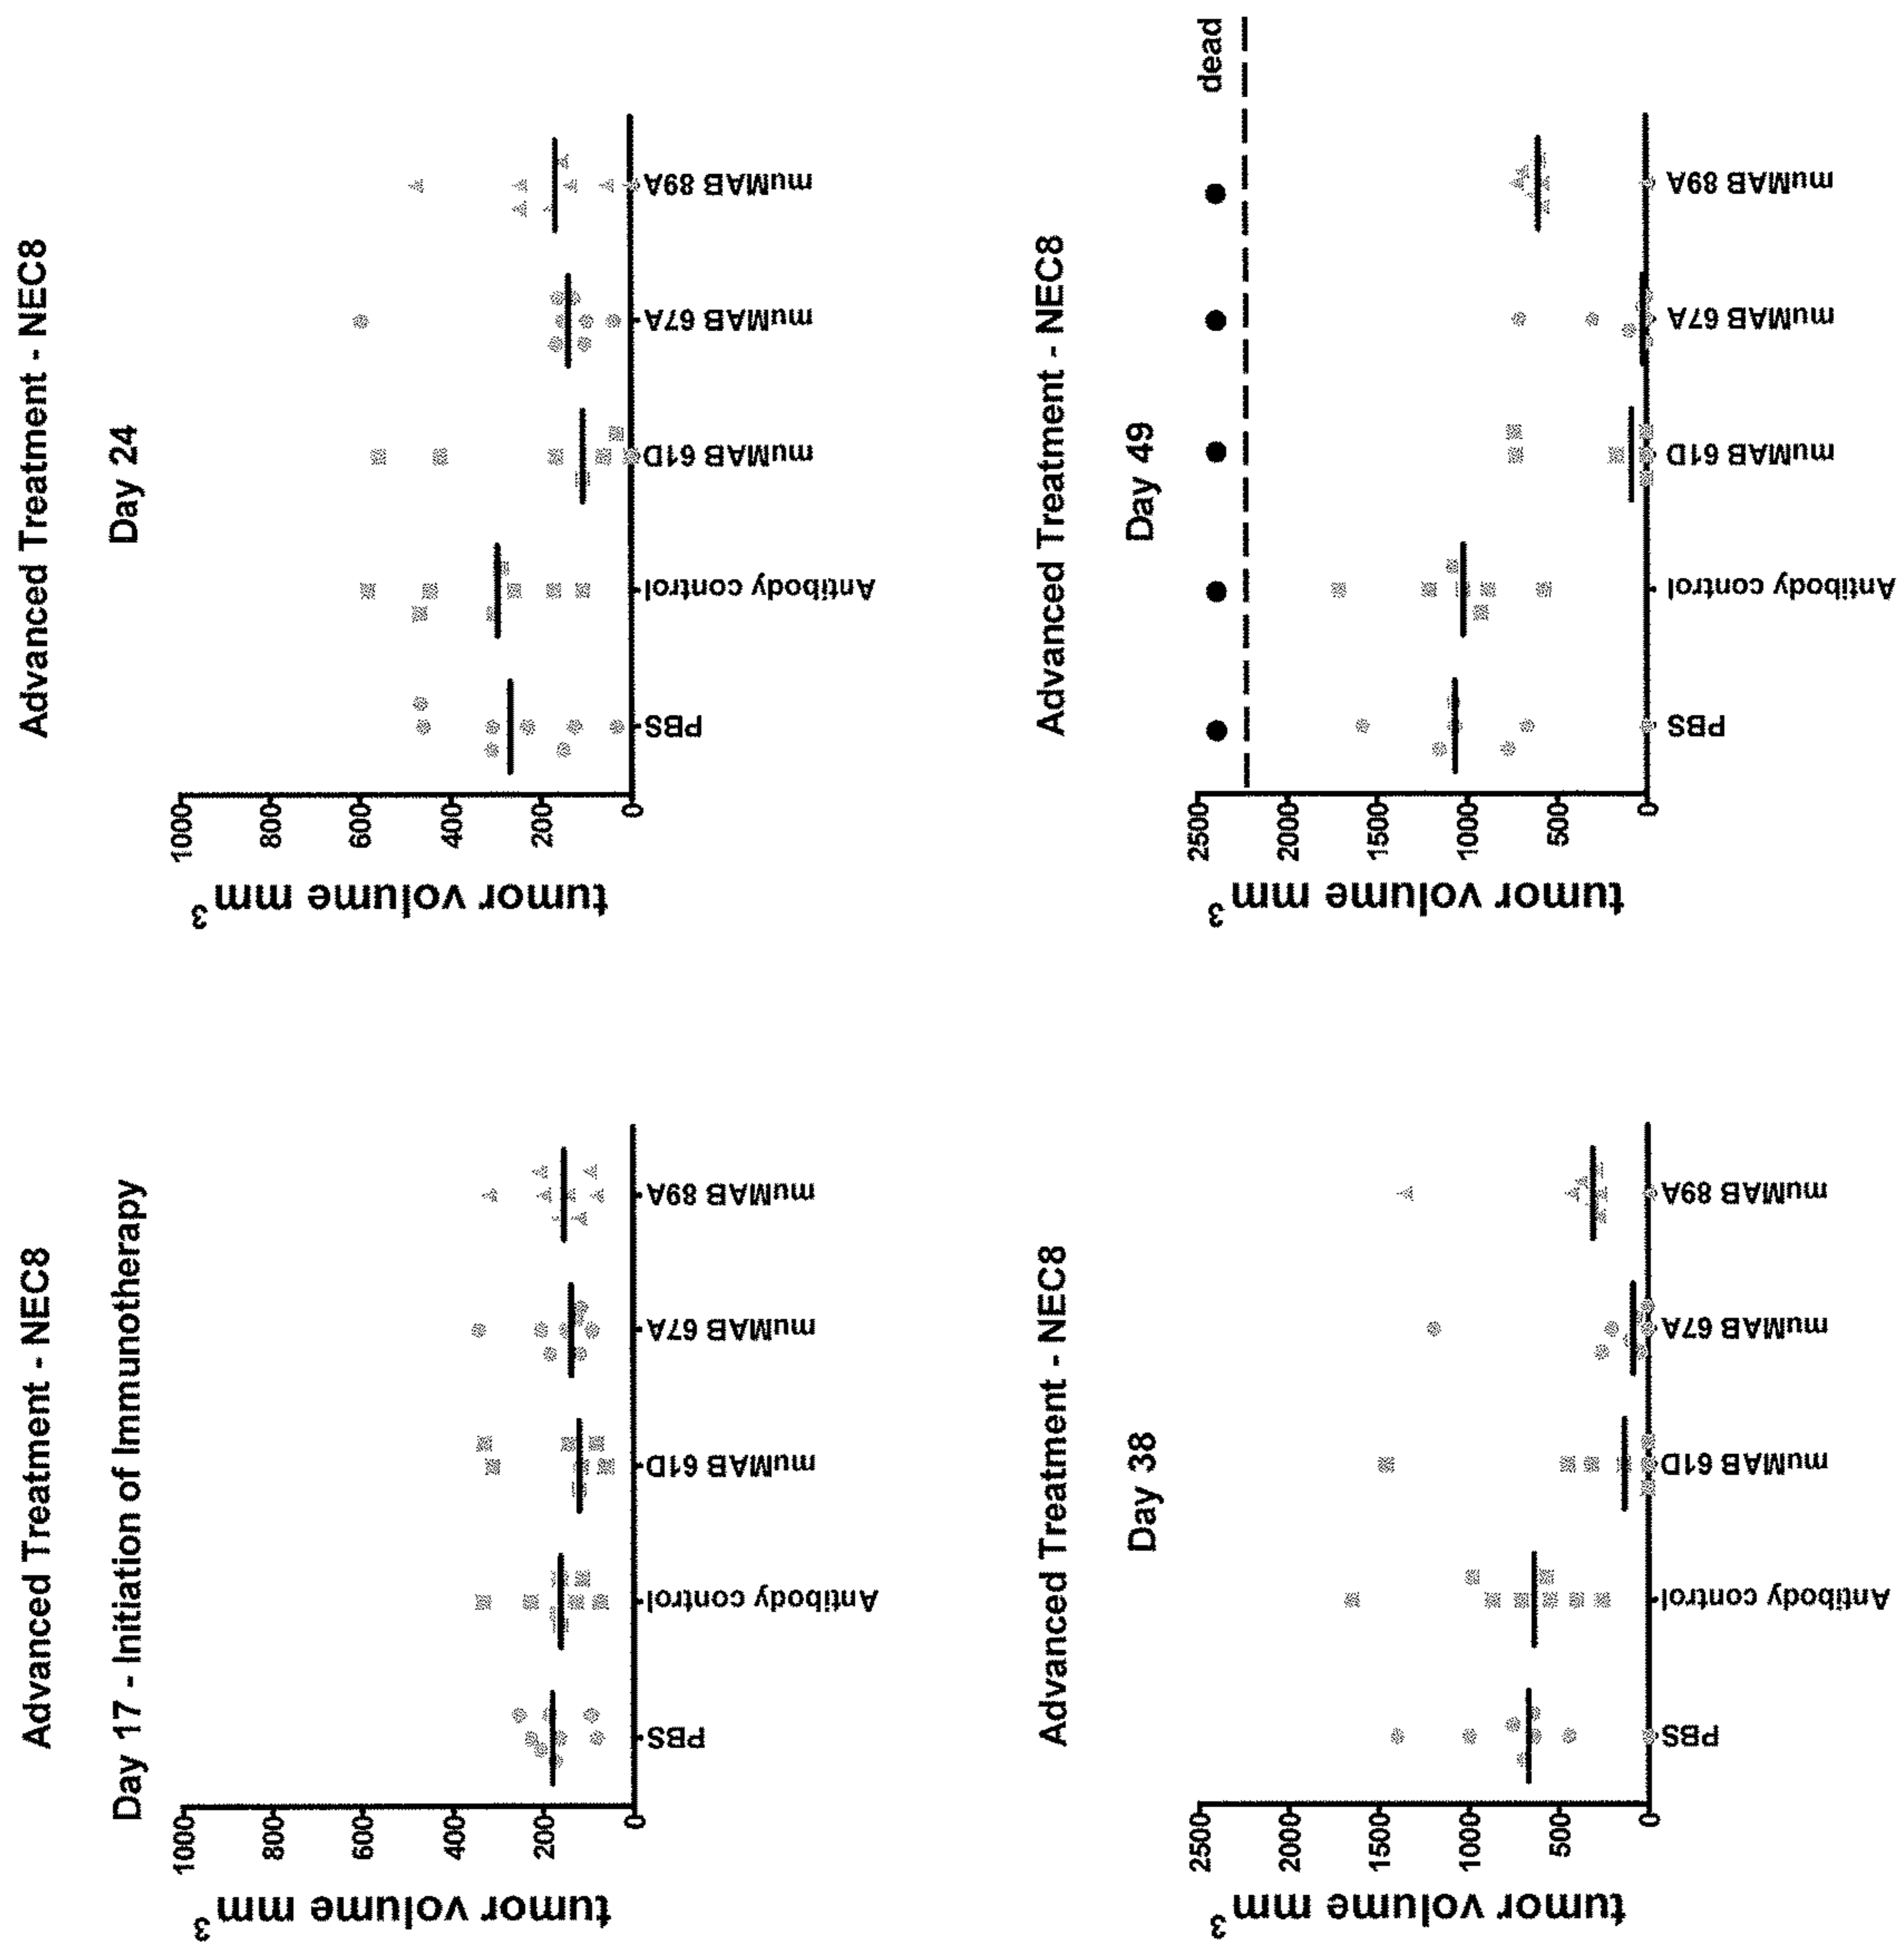 Advanced Treatment - NEC8
Day 17 - Initiation of Immunotherapy
tumor volume mm³
1000
800
600
400
200
0
PBS
Antibody control
muMAB 61D
muMAB 67A
muMAB 89A
Advanced Treatment - NEC8
Day 24
tumor volume mm³
1000
800
600
400
200
0
PBS
Antibody control
muMAB 61D
muMAB 67A
muMAB 89A
Advanced Treatment - NEC8
Day 38
tumor volume mm³
2500
2000
1500
1000
500
0
PBS
Antibody control
muMAB 61D
muMAB 67A
muMAB 89A
Advanced Treatment - NEC8
Day 49
tumor volume mm³
2500
2000
1500
1000
500
0
dead
PBS
Antibody control
muMAB 61D
muMAB 67A
muMAB 89A